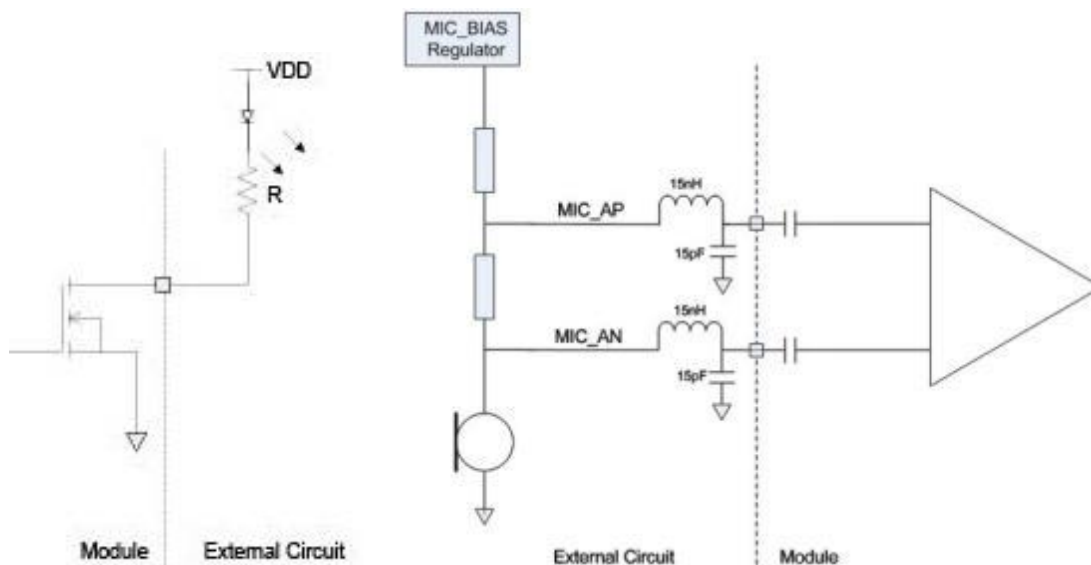 VDD
R
Module
External Circuit
MIC_BIAS
Regulator
MIC_AP
15nH
15pF
MIC_AN
15nH
15pF
External Circuit
Module